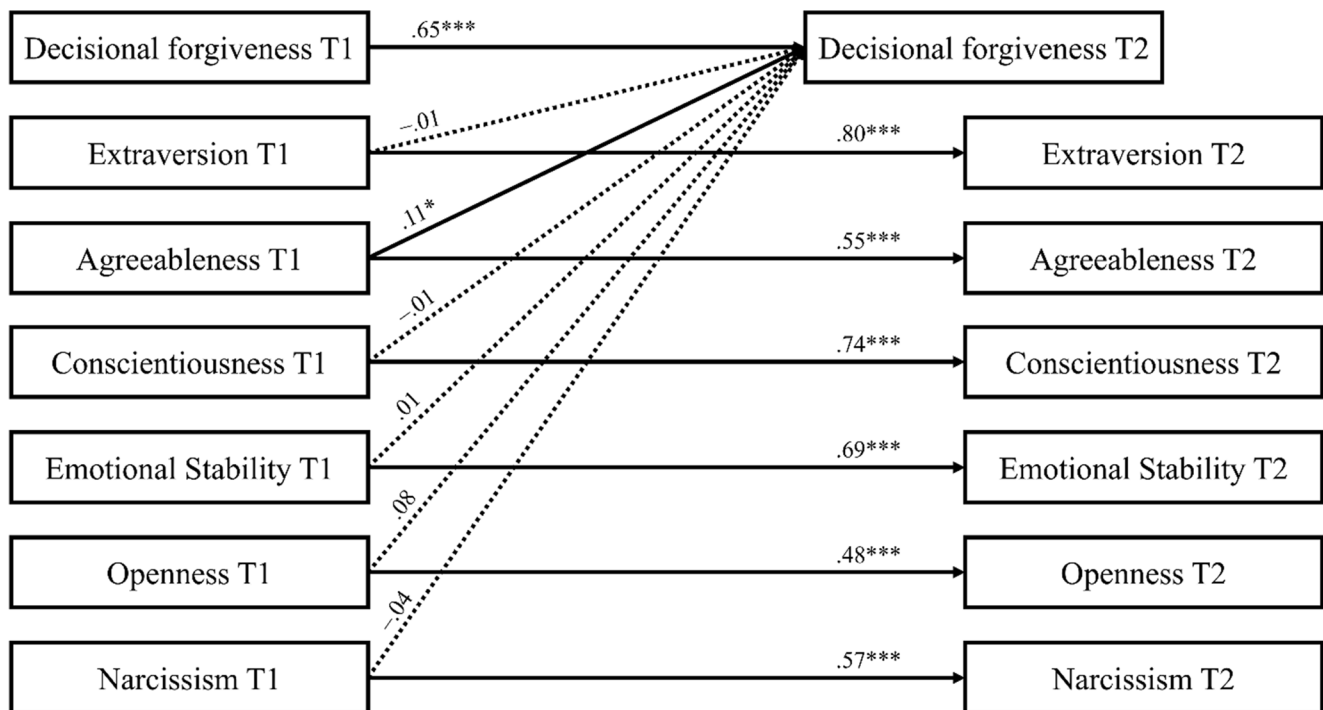 Decisional forgiveness T1
.65***
Decisional forgiveness T2
–.01
Extraversion T1
.80***
Extraversion T2
.11*
Agreeableness T1
.55***
Agreeableness T2
–.01
Conscientiousness T1
.74***
Conscientiousness T2
.01
Emotional Stability T1
.69***
Emotional Stability T2
.08
Openness T1
.48***
Openness T2
–.04
Narcissism T1
.57***
Narcissism T2